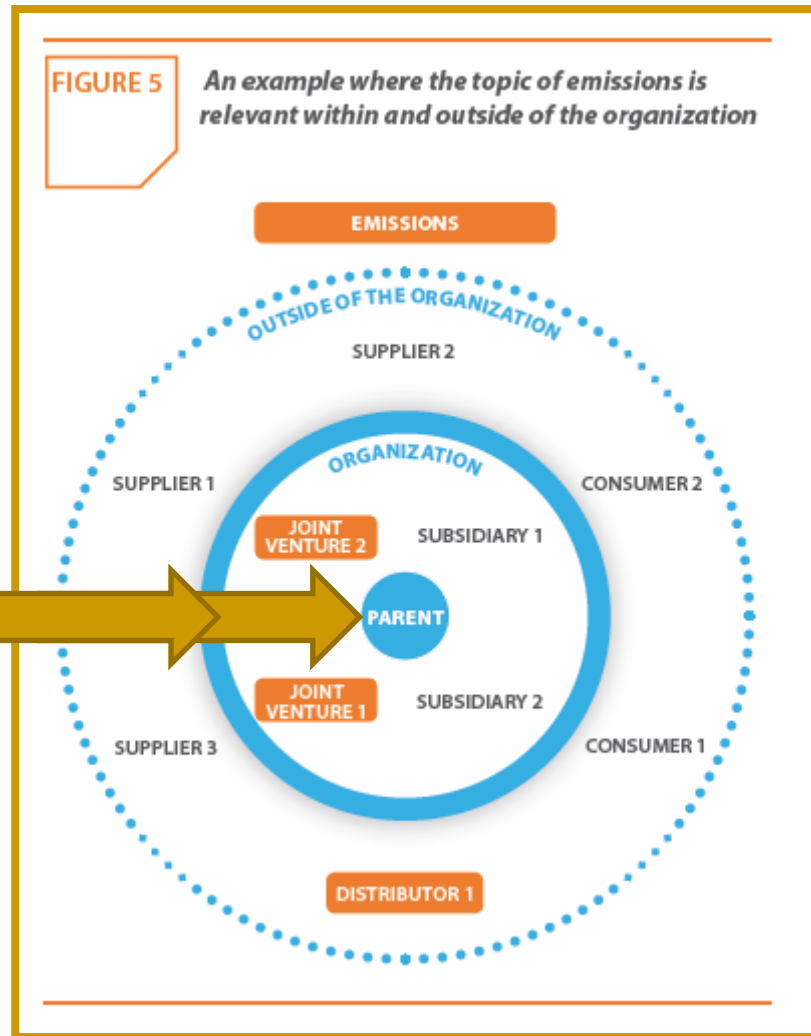 FIGURE 5
An example where the topic of emissions is
relevant within and outside of the organization
EMISSIONS
OUTSIDE OF THE ORGANIZATION
SUPPLIER 2
ORGANIZATION
SUPPLIER 1
CONSUMER 2
JOINT
VENTURE 2
SUBSIDIARY 1
PARENT
JOINT
VENTURE 1
SUBSIDIARY 2
SUPPLIER 3
CONSUMER 1
DISTRIBUTOR 1